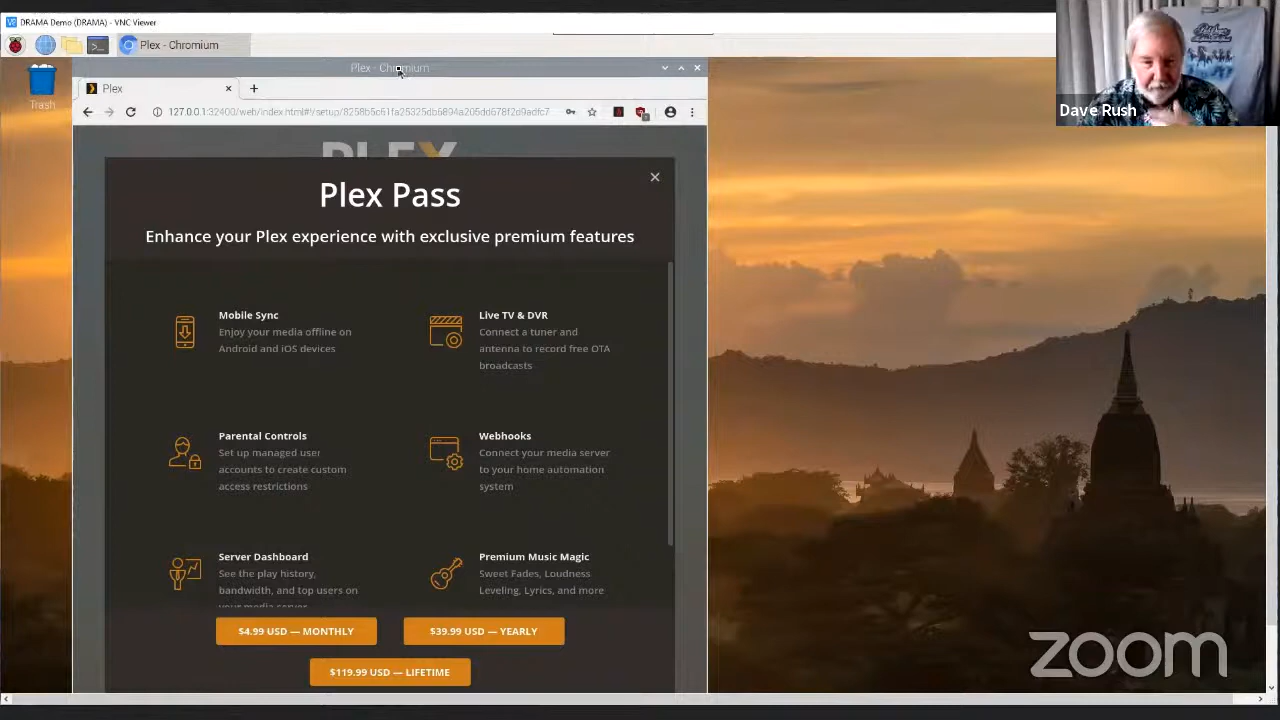 DRAMA Demo (DRAMA) - VNC Viewer
Plex - Chromium
Plex - Chromium
Trash
Plex
127.0.0.1:32400/web/index.html#!/setup/8258b5c61fa25325db6894a205dd678f2d9adfc7
Dave Rush
PLEX
Plex Pass
Enhance your Plex experience with exclusive premium features
Mobile Sync
Enjoy your media offline on
Android and iOS devices
Live TV & DVR
Connect a tuner and
antenna to record free OTA
broadcasts
Parental Controls
Set up managed user
accounts to create custom
access restrictions
Webhooks
Connect your media server
to your home automation
system
Server Dashboard
See the play history,
bandwidth, and top users on
your media server
Premium Music Magic
Sweet Fades, Loudness
Leveling, Lyrics, and more
$4.99 USD — MONTHLY
$39.99 USD — YEARLY
$119.99 USD — LIFETIME
zoom